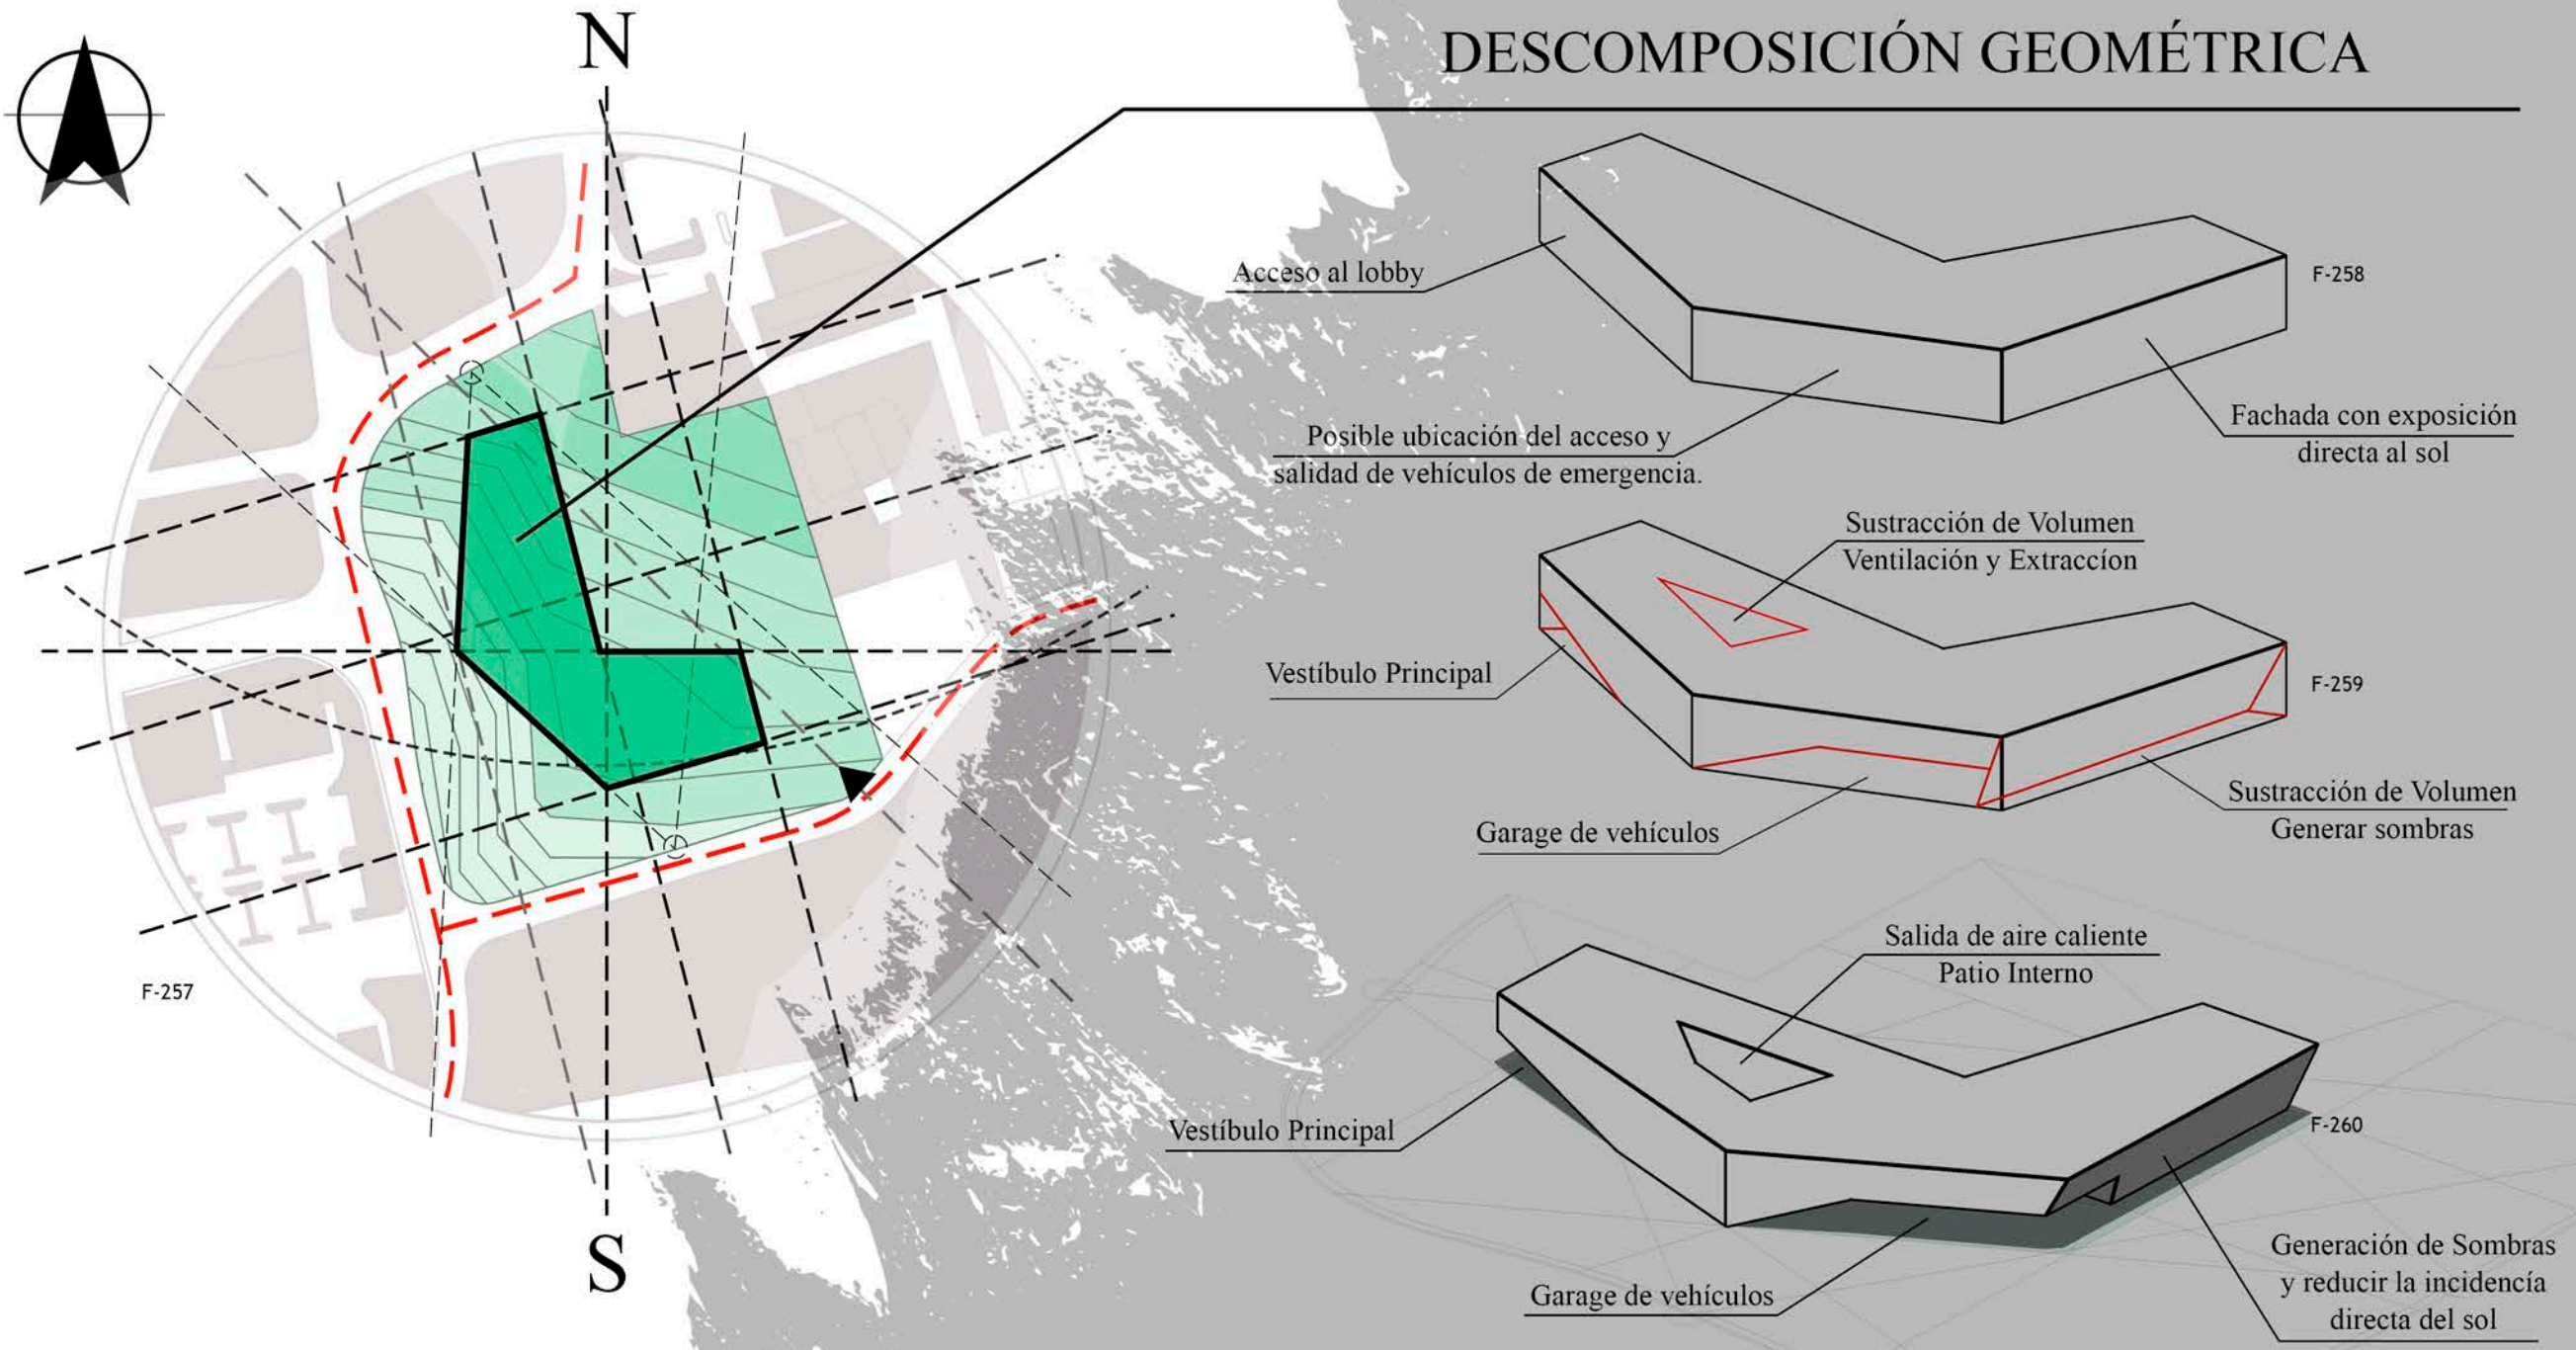 N
DESCOMPOSICIÓN GEOMÉTRICA
Acceso al lobby
F-258
Posible ubicación del acceso y
salidad de vehículos de emergencia.
Fachada con exposición
directa al sol
Sustracción de Volumen
Ventilación y Extraccíon
Vestíbulo Principal
F-259
Garage de vehículos
Sustracción de Volumen
Generar sombras
Salida de aire caliente
Patio Interno
F-257
Vestíbulo Principal
F-260
S
Garage de vehículos
Generación de Sombras
y reducir la incidencía
directa del sol